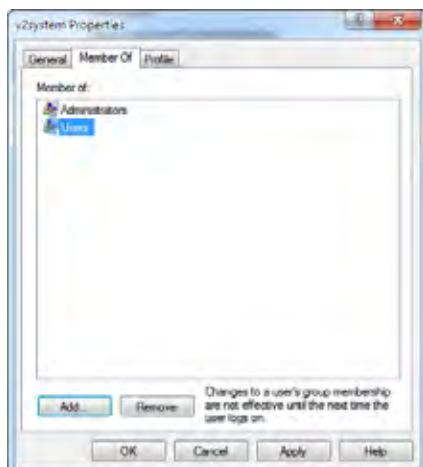 v2system Properties
General Member Of Profile
Member of:
Administrators
Users
Add... Remove
Changes to a user's group membership
are not effective until the next time the
user logs on.
OK Cancel Apply Help